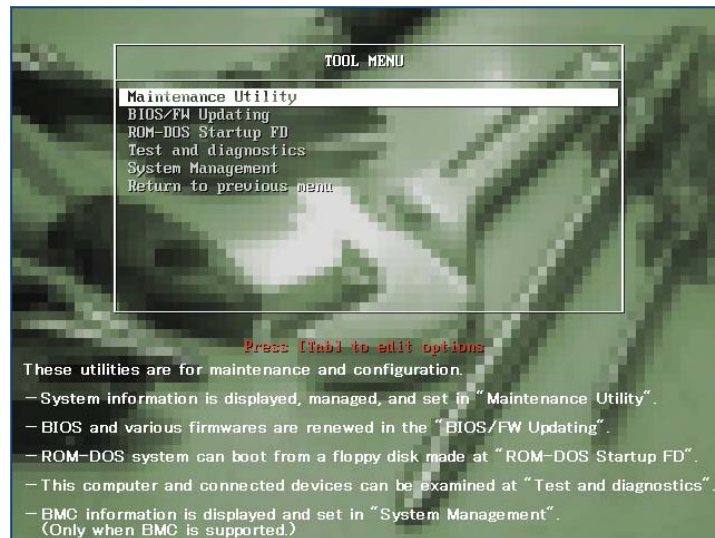 TOOL MENU
Maintenance Utility
BIOS/FW Updating
ROM-DOS Startup FD
Test and diagnostics
System Management
Return to previous menu
Press [Tab] to edit options
These utilities are for maintenance and configuration.
－System information is displayed, managed, and set in "Maintenance Utility".
－BIOS and various firmwares are renewed in the "BIOS/FW Updating".
－ROM-DOS system can boot from a floppy disk made at "ROM-DOS Startup FD".
－This computer and connected devices can be examined at "Test and diagnostics".
－BMC information is displayed and set in "System Management".
(Only when BMC is supported.)